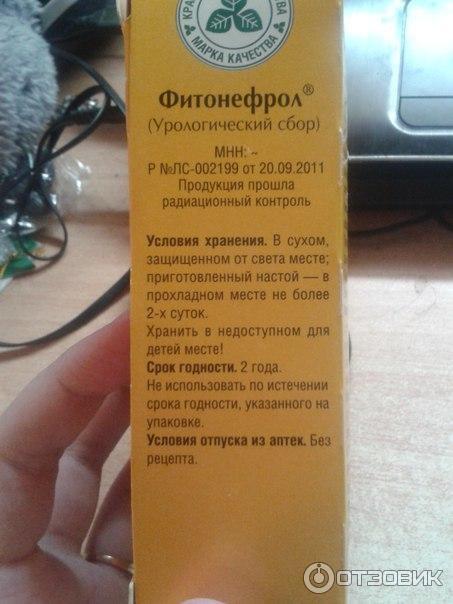 МАРКА КАЧЕСТВА
Фитонефрол®
(Урологический сбор)
МНН: ~
Р №ЛС-002199 от 20.09.2011
Продукция прошла
радиационный контроль
Условия хранения. В сухом,
защищенном от света месте;
приготовленный настой — в
прохладном месте не более
2-х суток.
Хранить в недоступном для
детей месте!
Срок годности. 2 года.
Не использовать по истечении
срока годности, указанного на
упаковке.
Условия отпуска из аптек. Без
рецепта.
ОТЗОВИК